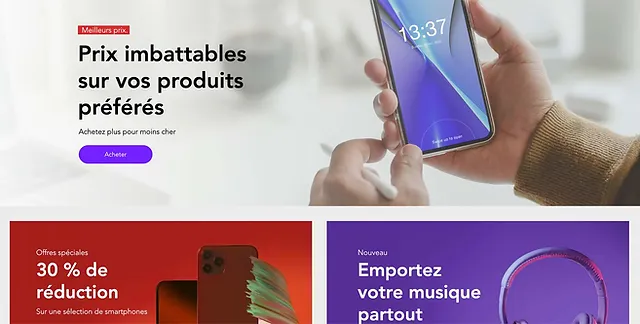 Meilleurs prix.
Prix imbattables
sur vos produits
préférés
Achetez plus pour moins cher
Acheter
13:37
Offres spéciales
30 % de
réduction
Sur une sélection de smartphones
Nouveau
Emportez
votre musique
partout